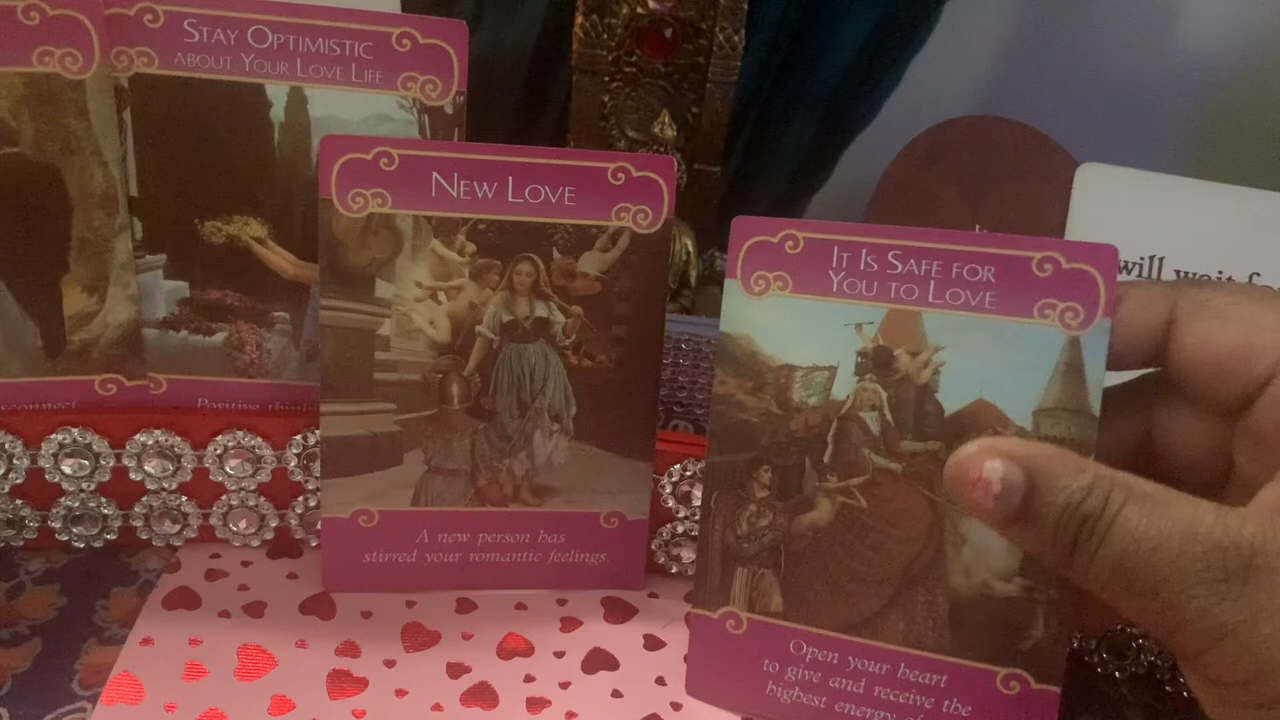 STAY OPTIMISTIC
ABOUT YOUR LOVE LIFE
NEW LOVE
IT IS SAFE FOR
YOU TO LOVE
will wait
Positive
A new person has
stirred your romantic feelings.
Open your heart
to give and receive the
highest energy